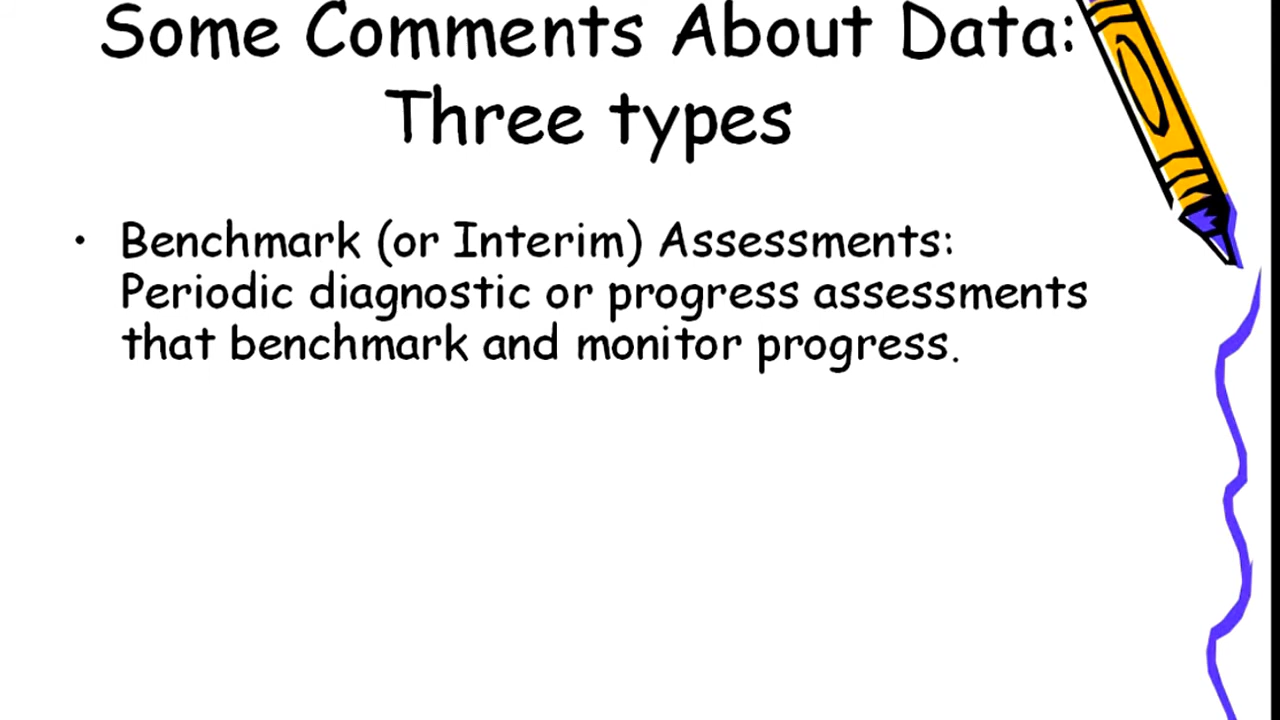 Some Comments About Data:
Three types
• Benchmark (or Interim) Assessments:
Periodic diagnostic or progress assessments
that benchmark and monitor progress.